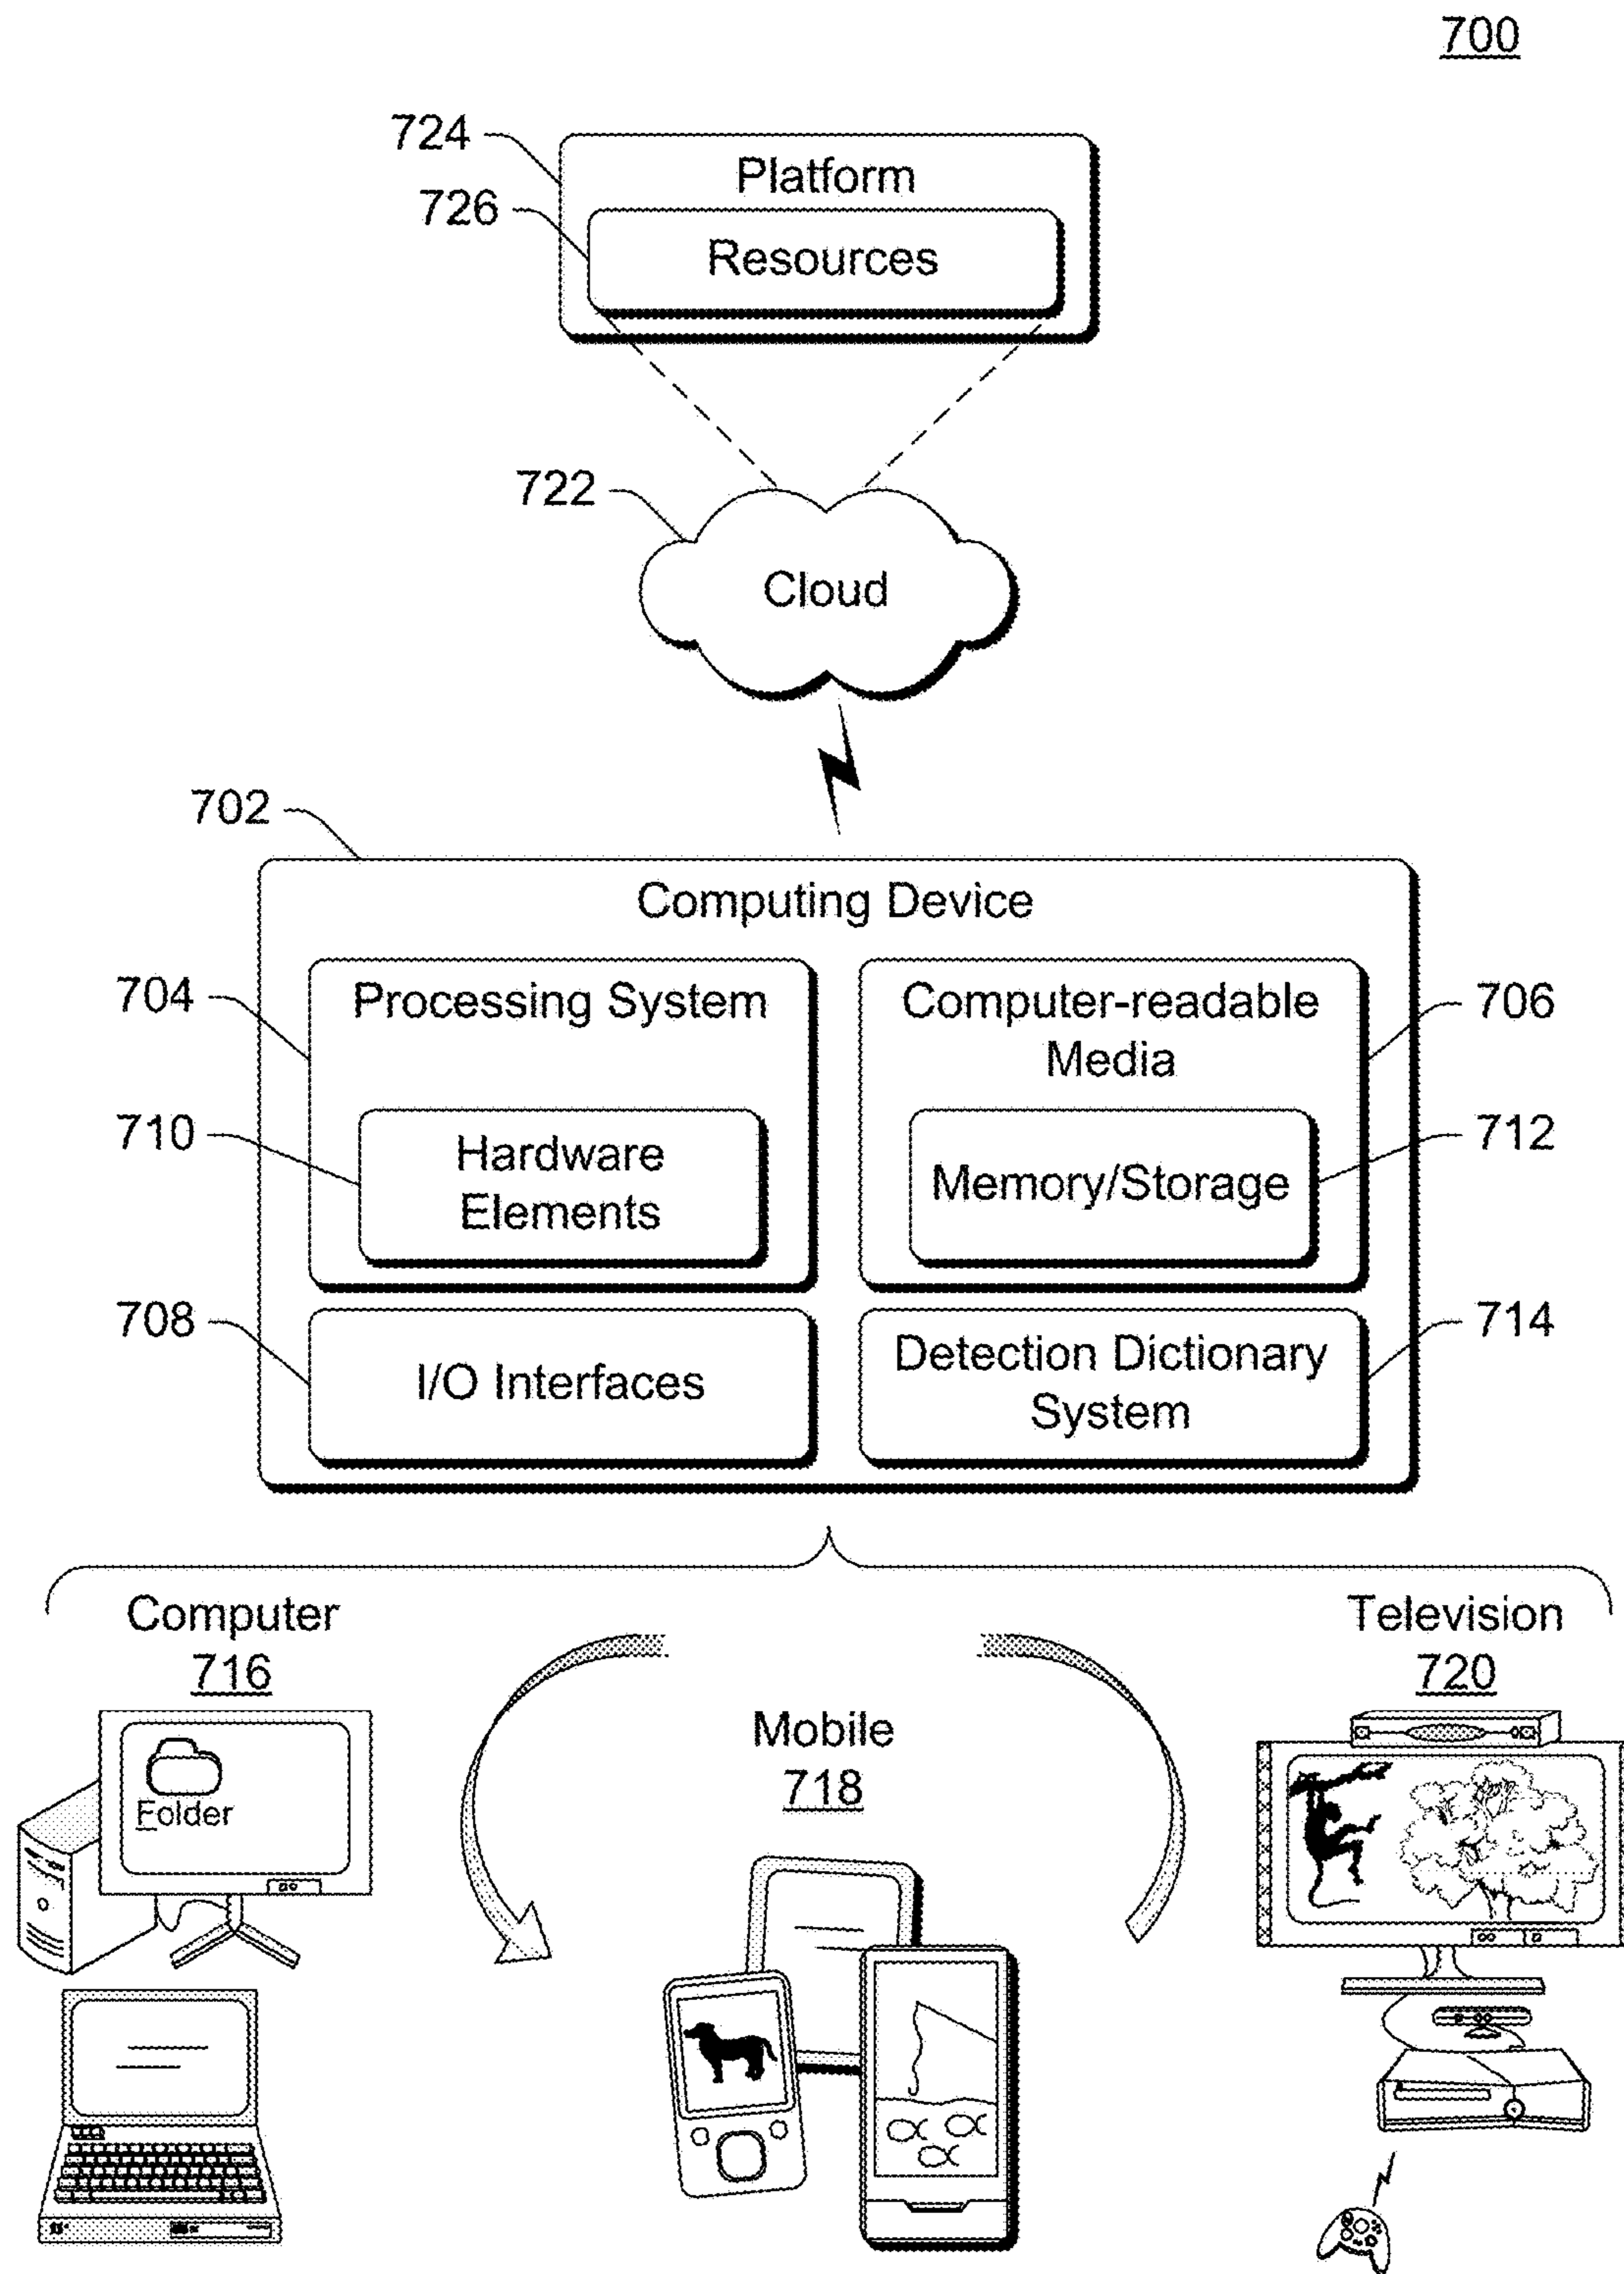 700
724
Platform
726
Resources
722
Cloud
702
Computing Device
704
Processing System
Computer-readable
Media
706
710
Hardware
Elements
Memory/Storage
712
708
I/O Interfaces
Detection Dictionary
System
714
Computer
716
Television
720
Mobile
718
Folder